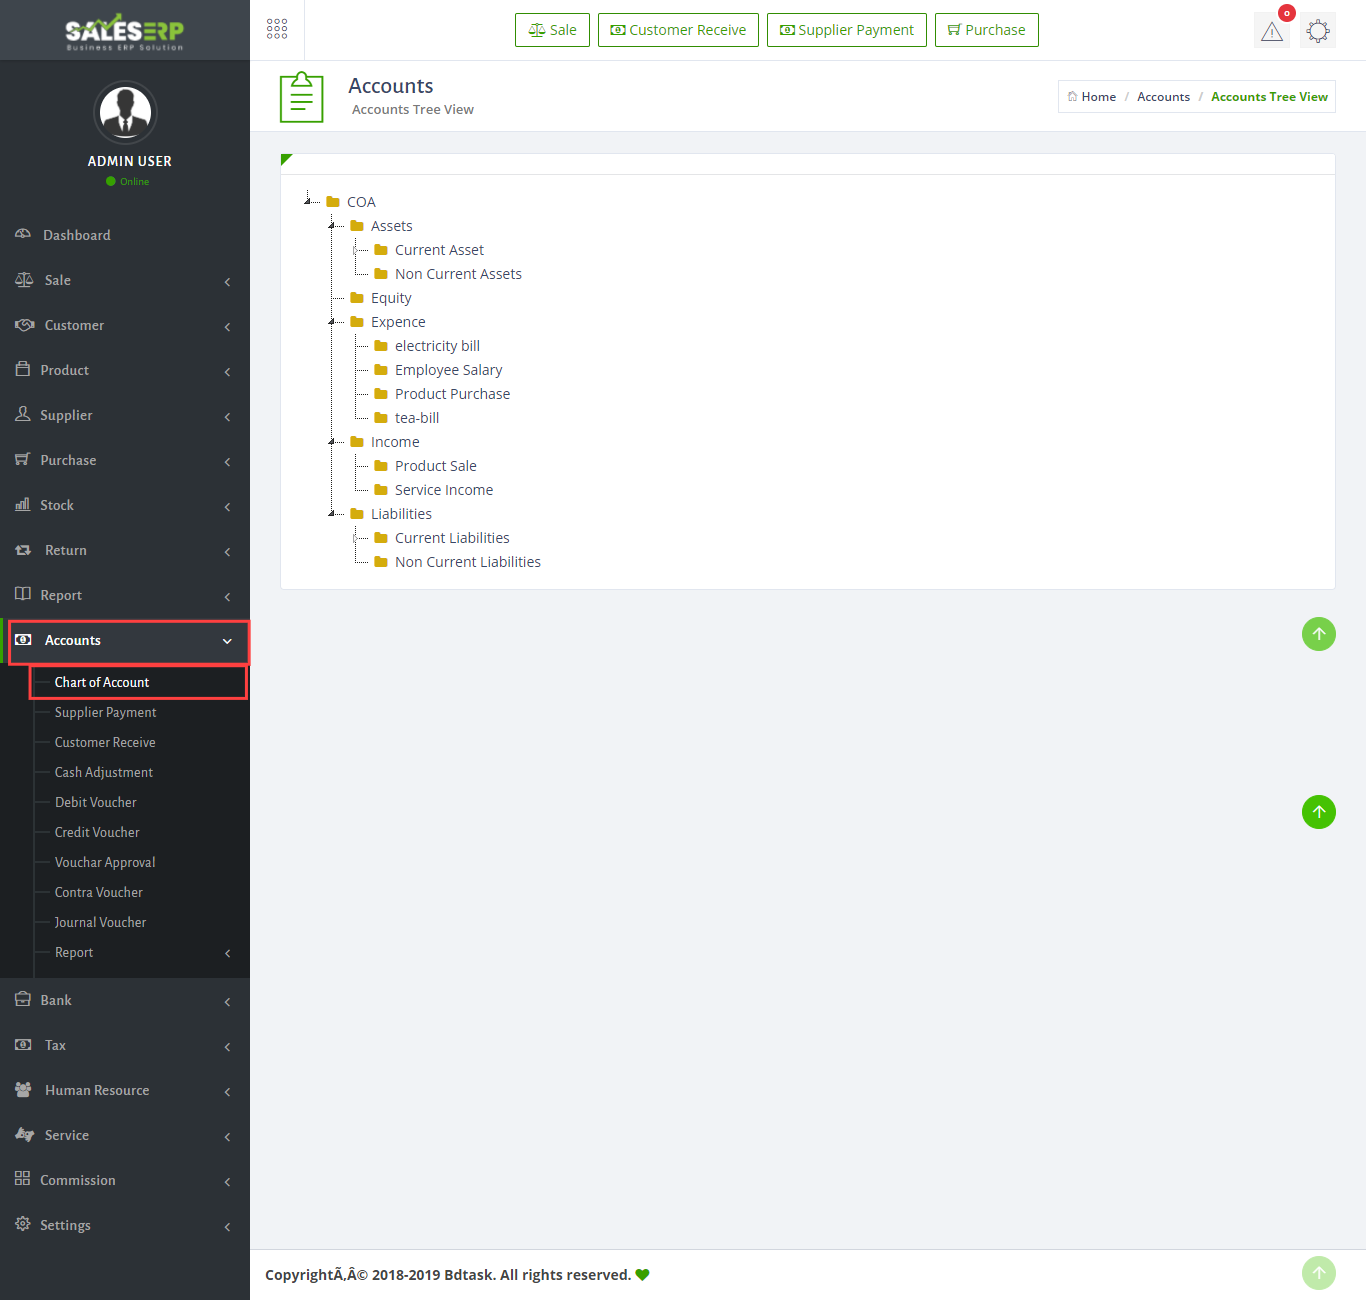 SALESERP
Business ERP Solution
ADMIN USER
Online
Dashboard
Sale
Customer
Product
Supplier
Purchase
Stock
Return
Report
Accounts
Chart of Account
Supplier Payment
Customer Receive
Cash Adjustment
Debit Voucher
Credit Voucher
Vouchar Approval
Contra Voucher
Journal Voucher
Report
Bank
Tax
Human Resource
Service
Commission
Settings
Sale
Customer Receive
Supplier Payment
Purchase
0
Accounts
Accounts Tree View
Home / Accounts / Accounts Tree View
COA
Assets
Current Asset
Non Current Assets
Equity
Expence
electricity bill
Employee Salary
Product Purchase
tea-bill
Income
Product Sale
Service Income
Liabilities
Current Liabilities
Non Current Liabilities
CopyrightÃ‚Â© 2018-2019 Bdtask. All rights reserved.